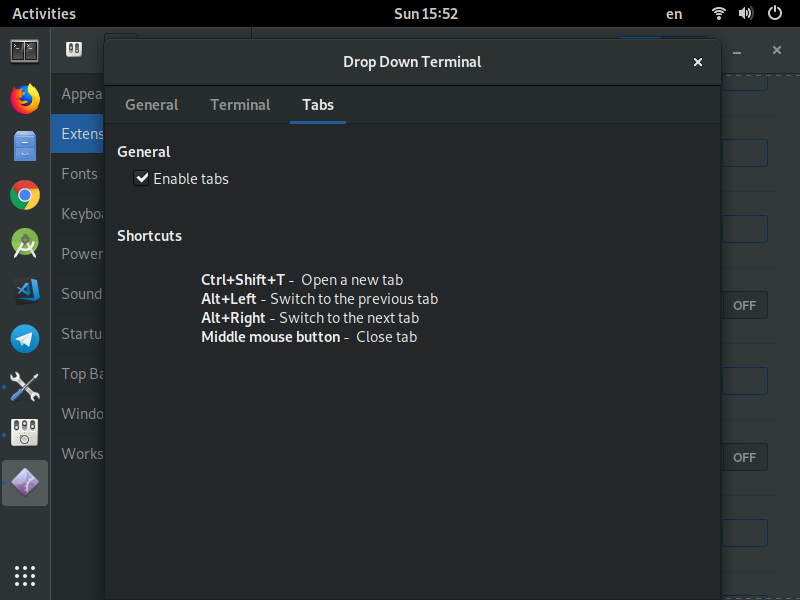 Activities
Sun 15:52
en
Drop Down Terminal
General
Terminal
Tabs
Appea
Extens
Fonts
Keyboa
Power
Sound
Startu
Top Ba
Windo
Works
General
Enable tabs
Shortcuts
Ctrl+Shift+T - Open a new tab
Alt+Left - Switch to the previous tab
Alt+Right - Switch to the next tab
Middle mouse button - Close tab
OFF
OFF